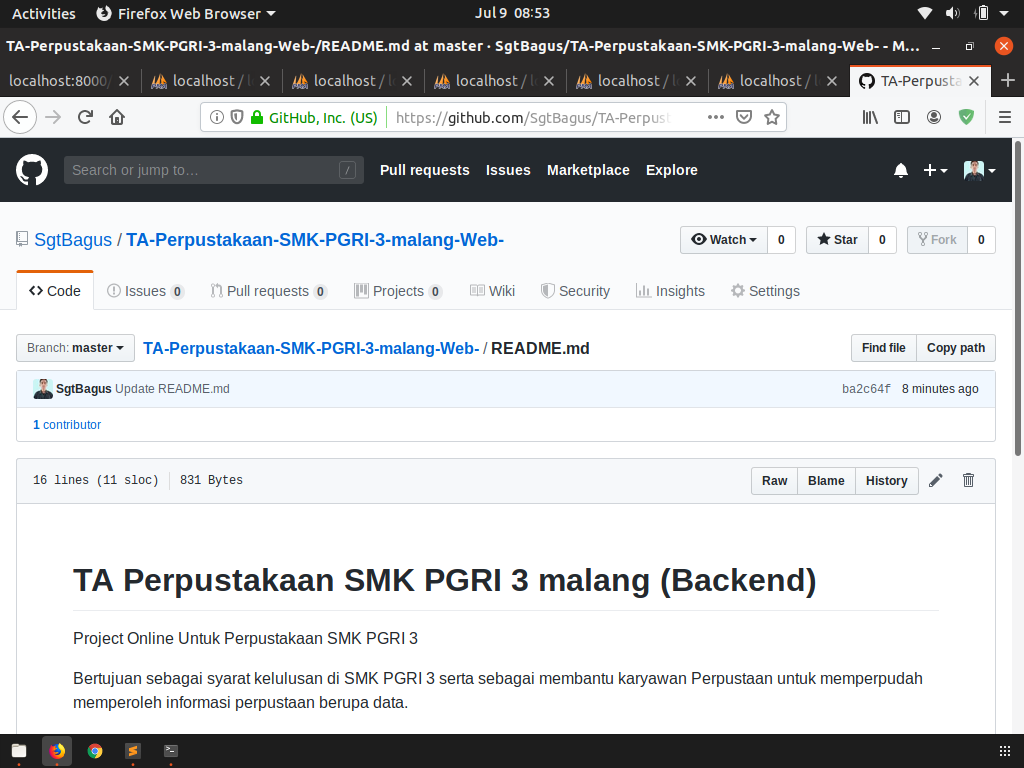 Activities Firefox Web Browser Jul 9 08:53
TA-Perpustakaan-SMK-PGRI-3-malang-Web-/README.md at master · SgtBagus/TA-Perpustakaan-SMK-PGRI-3-malang-Web- - M...
localhost:8000/ localhost / l localhost / l localhost / l localhost / l localhost / l TA-Perpusta
GitHub, Inc. (US) https://github.com/SgtBagus/TA-Perpust
Search or jump to… / Pull requests Issues Marketplace Explore
SgtBagus / TA-Perpustakaan-SMK-PGRI-3-malang-Web- Watch 0 Star 0 Fork 0
Code Issues 0 Pull requests 0 Projects 0 Wiki Security Insights Settings
Branch: master TA-Perpustakaan-SMK-PGRI-3-malang-Web- / README.md Find file Copy path
SgtBagus Update README.md ba2c64f 8 minutes ago
1 contributor
16 lines (11 sloc) 831 Bytes Raw Blame History
TA Perpustakaan SMK PGRI 3 malang (Backend)
Project Online Untuk Perpustakaan SMK PGRI 3
Bertujuan sebagai syarat kelulusan di SMK PGRI 3 serta sebagai membantu karyawan Perpustaan untuk memperpudah
memperoleh informasi perpustaan berupa data.